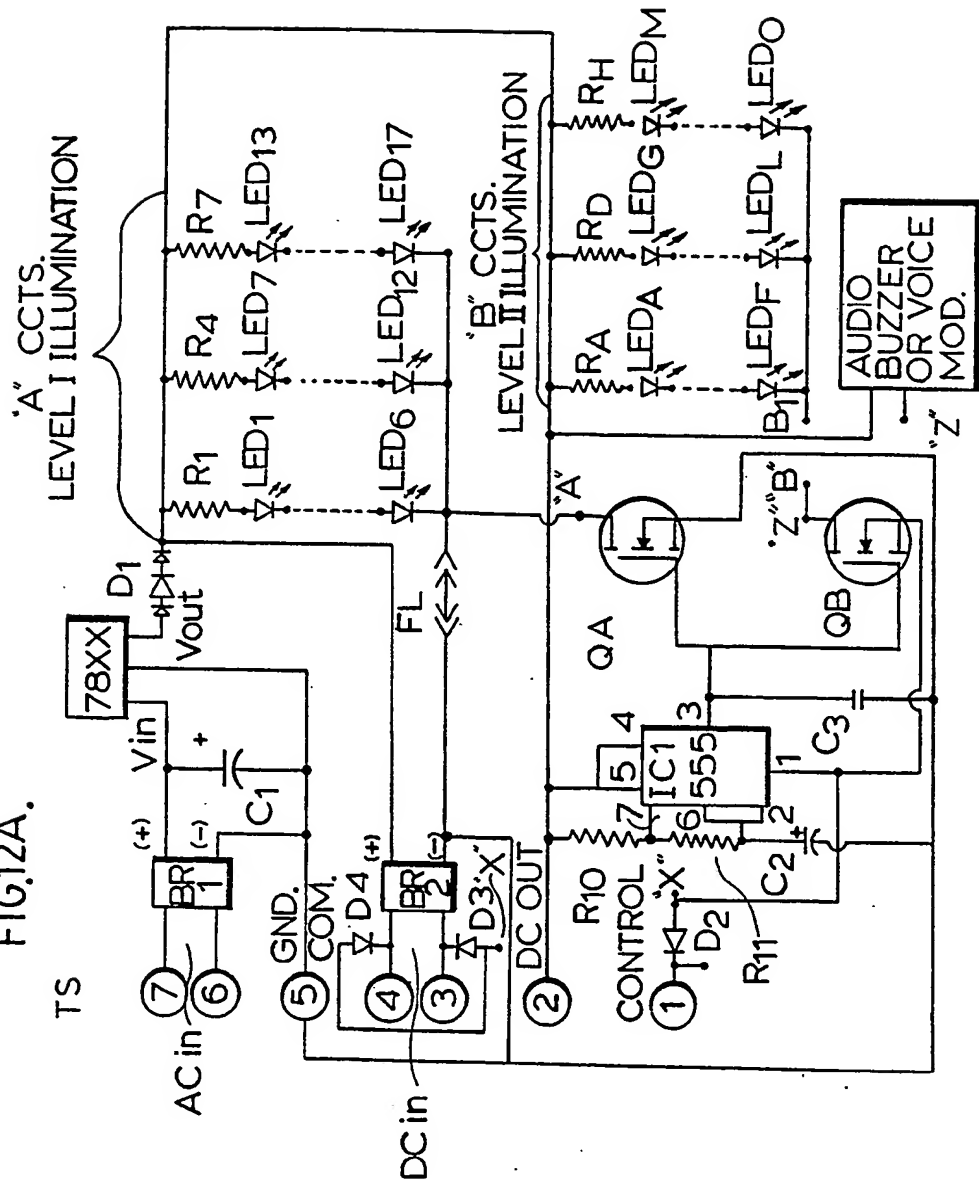 FIG.12A.
TS
"A" CCTS.
LEVEL I ILLUMINATION
78XX
Vin
Vout
D1
BR
1
(+)
(-)
+
C1
7
6
AC in
5
GND.
COM.
R1
LED1
LED6
R4
LED7
LED12
R7
LED13
LED17
FL
D4
(+)
(-)
BR
2
4
3
DC in
D3 "X"
DC OUT
2
"B" CCTS.
LEVEL II ILLUMINATION
RA
LEDA
LEDF
RD
LEDG
LEDL
RH
LEDM
LEDO
B1
"A"
QA
"Z" "B"
QB
R10
CONTROL
1
"X"
D2
R11
C2
+
7
6
2
5
4
IC1
555
3
1
C3
AUDIO
BUZZER
OR VOICE
MOD.
"Z"